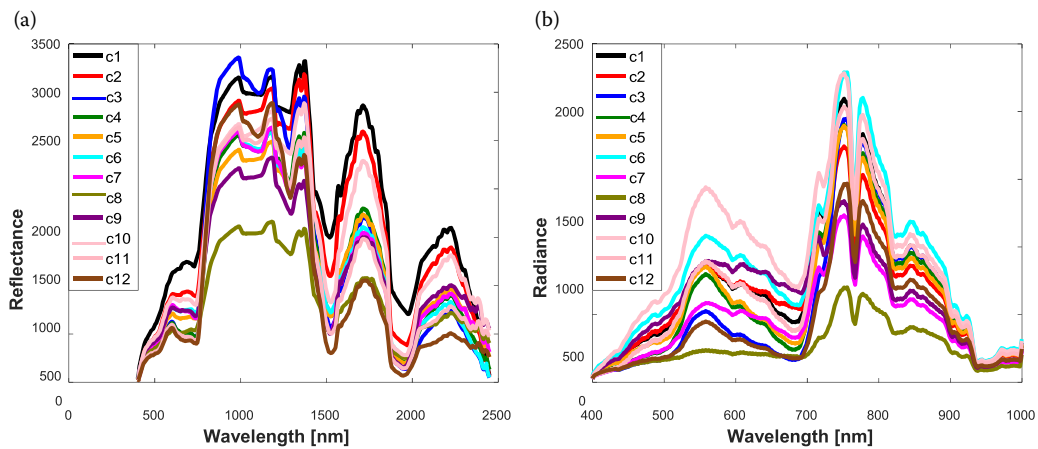 (a)
3500
3000
2500
2000
1500
1000
500
0
Reflectance
c1
c2
c3
c4
c5
c6
c7
c8
c9
c10
c11
c12
0 500 1000 1500 2000 2500
Wavelength [nm]
(b)
2500
2000
1500
1000
500
0
Radiance
c1
c2
c3
c4
c5
c6
c7
c8
c9
c10
c11
c12
400 500 600 700 800 900 1000
Wavelength [nm]